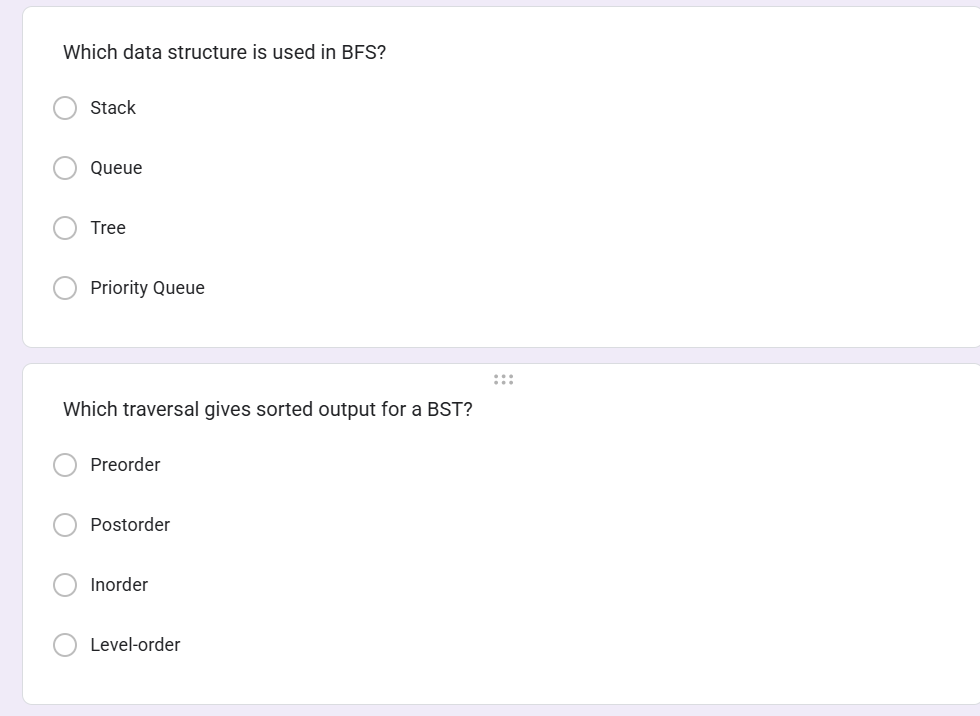 Which data structure is used in BFS?
Stack
Queue
Tree
Priority Queue
Which traversal gives sorted output for a BST?
Preorder
Postorder
Inorder
Level-order